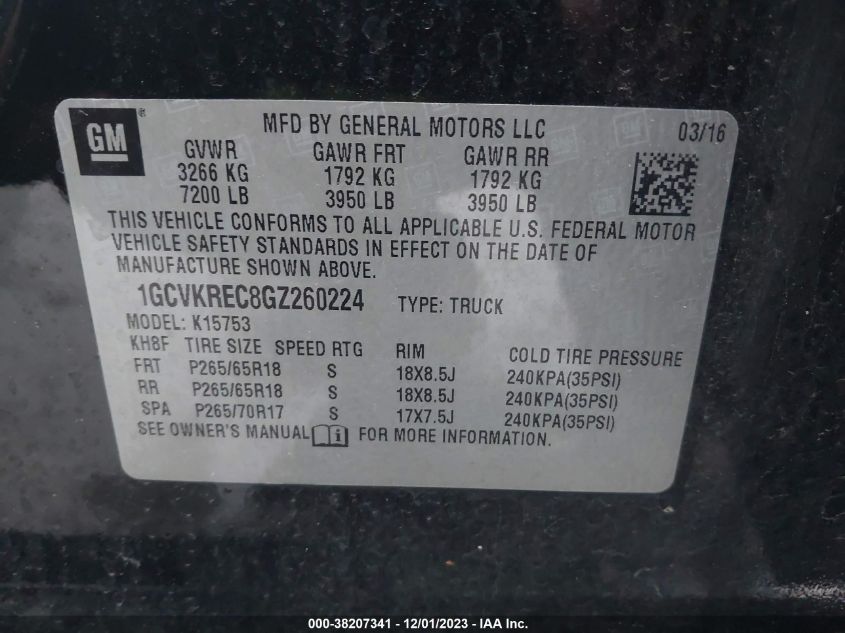 GM ®
MFD BY GENERAL MOTORS LLC 03/16
GVWR GAWR FRT GAWR RR
3266 KG 1792 KG 1792 KG
7200 LB 3950 LB 3950 LB
THIS VEHICLE CONFORMS TO ALL APPLICABLE U.S. FEDERAL MOTOR
VEHICLE SAFETY STANDARDS IN EFFECT ON THE DATE OF
MANUFACTURE SHOWN ABOVE.
1GCVKREC8GZ260224 TYPE: TRUCK
MODEL: K15753
KH8F TIRE SIZE SPEED RTG RIM COLD TIRE PRESSURE
FRT P265/65R18 S 18X8.5J 240KPA(35PSI)
RR P265/65R18 S 18X8.5J 240KPA(35PSI)
SPA P265/70R17 S 17X7.5J 240KPA(35PSI)
SEE OWNER'S MANUAL FOR MORE INFORMATION.
000-38207341 - 12/01/2023 - IAA Inc.